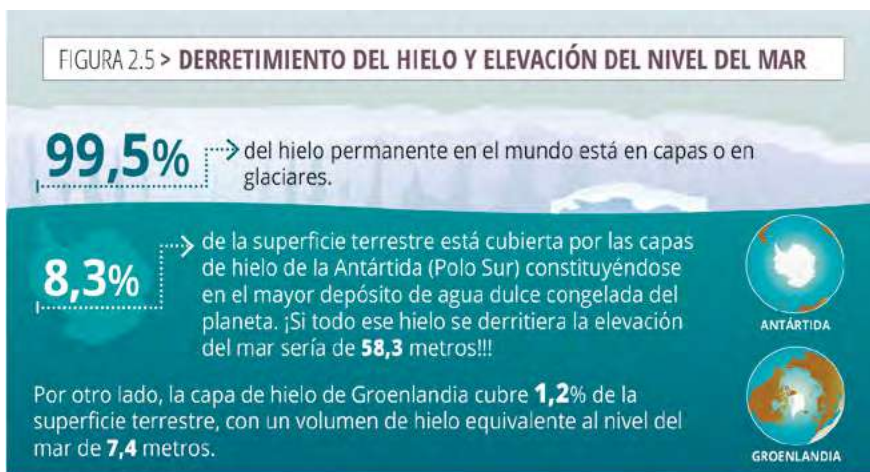 FIGURA 2.5 > DERRETIMIENTO DEL HIELO Y ELEVACIÓN DEL NIVEL DEL MAR
99,5%
del hielo permanente en el mundo está en capas o en
glaciares.
8,3%
de la superficie terrestre está cubierta por las capas
de hielo de la Antártida (Polo Sur) constituyéndose
en el mayor depósito de agua dulce congelada del
planeta. ¡Si todo ese hielo se derritiera la elevación
del mar sería de 58,3 metros!!!
ANTÁRTIDA
Por otro lado, la capa de hielo de Groenlandia cubre 1,2% de la
superficie terrestre, con un volumen de hielo equivalente al nivel del
mar de 7,4 metros.
GROENLANDIA